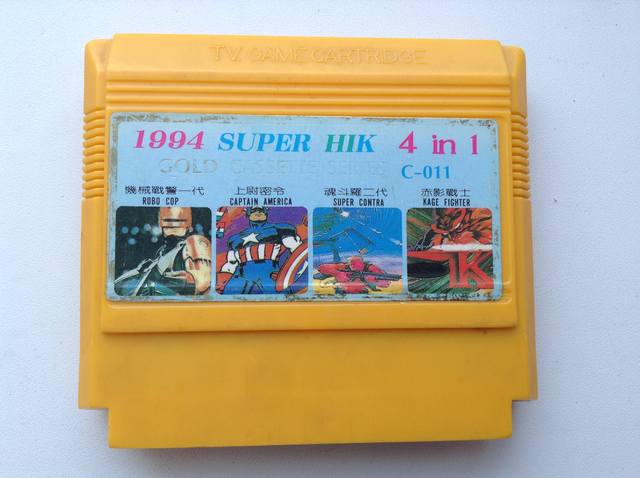 TV. GAME CARTRIDGE
1994 SUPER HIK 4 in 1
GOLD CASSETTE SERIES C-011
機械戰警一代 上尉密令 魂斗羅二代 赤影戰士
ROBO COP CAPTAIN AMERICA SUPER CONTRA KAGE FIGHTER
TK